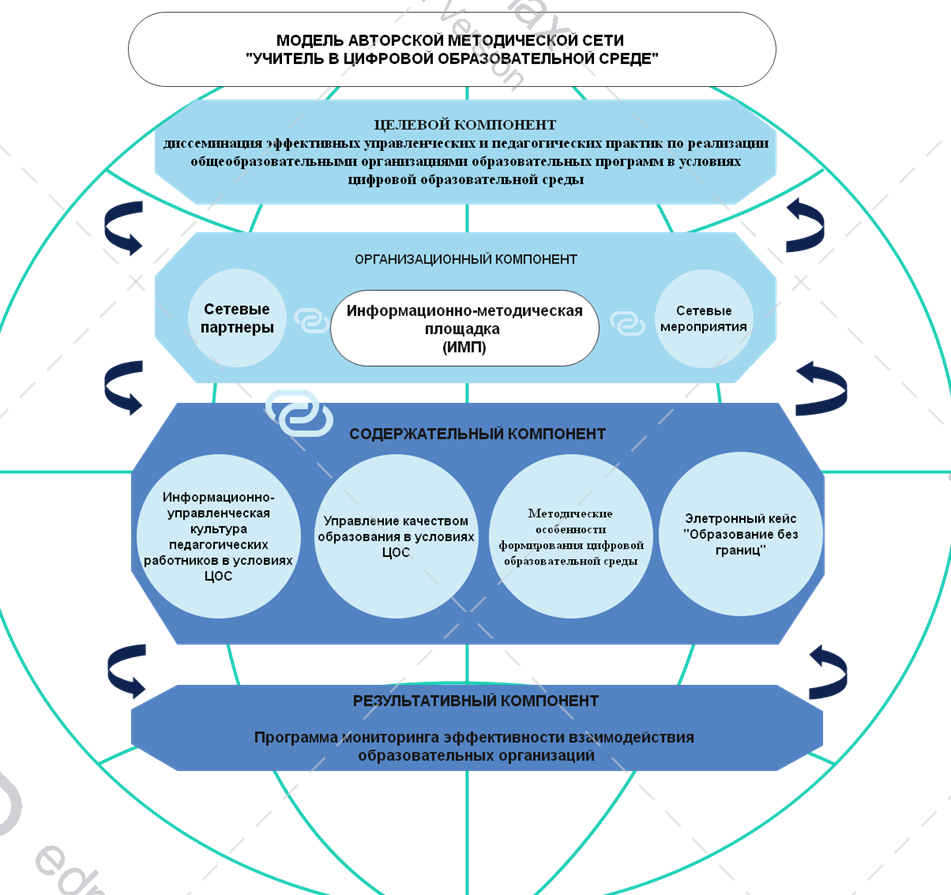 МОДЕЛЬ АВТОРСКОЙ МЕТОДИЧЕСКОЙ СЕТИ
"УЧИТЕЛЬ В ЦИФРОВОЙ ОБРАЗОВАТЕЛЬНОЙ СРЕДЕ"
ЦЕЛЕВОЙ КОМПОНЕНТ
диссеминация эффективных управленческих и педагогических практик по реализации
общеобразовательными организациями образовательных программ в условиях
цифровой образовательной среды
ОРГАНИЗАЦИОННЫЙ КОМПОНЕНТ
Сетевые
партнеры
Информационно-методическая
площадка
(ИМП)
Сетевые
мероприятия
СОДЕРЖАТЕЛЬНЫЙ КОМПОНЕНТ
Информационно-
управленческая
культура
педагогических
работников в условиях
ЦОС
Управление качеством
образования в условиях
ЦОС
Методические
особенности
формирования цифровой
образовательной среды
Элетронный кейс
"Образование без
границ"
РЕЗУЛЬТАТИВНЫЙ КОМПОНЕНТ
Программа мониторинга эффективности взаимодействия
образовательных организаций